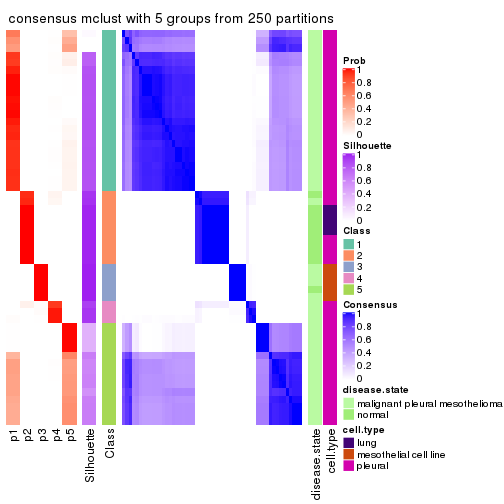 consensus mclust with 5 groups from 250 partitions
Prob
1
0.8
0.6
0.4
0.2
0
Silhouette
1
0.8
0.6
0.4
0.2
0
Class
1
2
3
4
5
Consensus
1
0.8
0.6
0.4
0.2
0
disease.state
malignant pleural mesothelioma
normal
cell.type
lung
mesothelial cell line
pleural
p1
p2
p3
p4
p5
Silhouette
Class
disease.state
cell.type